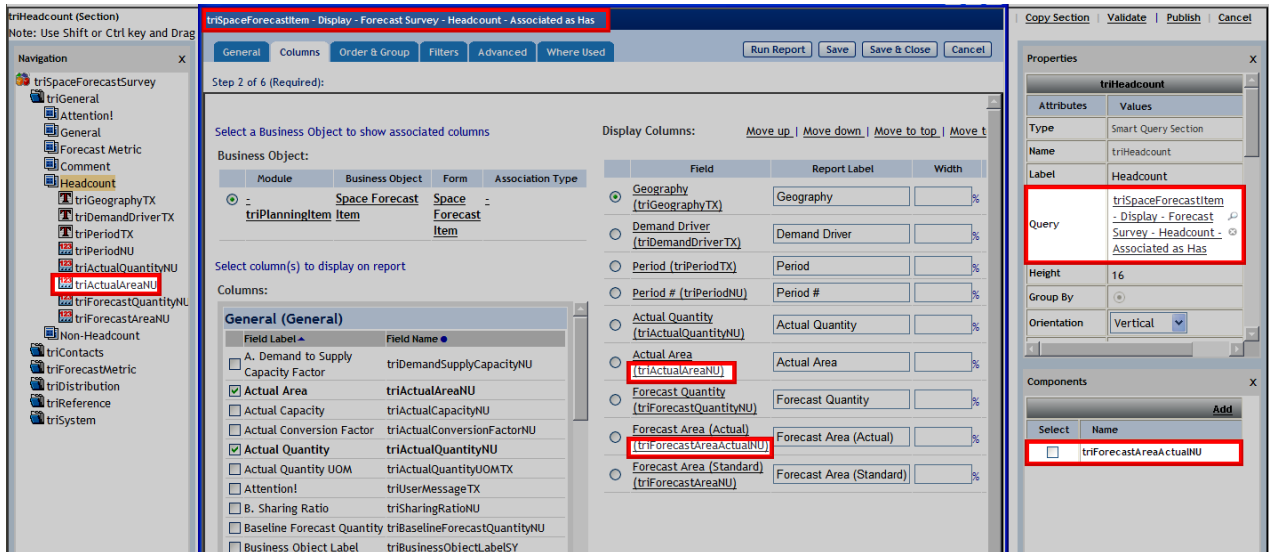 triHeadcount (Section)
Note: Use Shift or Ctrl key and Drag
Navigation X
triSpaceForecastSurvey
triGeneral
Attention!
General
Forecast Metric
Comment
Headcount
triGeographyTX
triDemandDriverTX
triPeriodTX
triPeriodNU
triActualQuantityNU
triActualAreaNU
triForecastQuantityNU
triForecastAreaNU
Non-Headcount
triContacts
triForecastMetric
triDistribution
triReference
triSystem
triSpaceForecastItem - Display - Forecast Survey - Headcount - Associated as Has
General Columns Order & Group Filters Advanced Where Used
Run Report Save Save & Close Cancel
Step 2 of 6 (Required):
Select a Business Object to show associated columns
Business Object:
Module Business Object Form Association Type
- triPlanningItem Space Forecast Item Space Forecast Item -
Select column(s) to display on report
Columns:
General (General)
Field Label Field Name
A. Demand to Supply Capacity Factor triDemandSupplyCapacityNU
Actual Area triActualAreaNU
Actual Capacity triActualCapacityNU
Actual Conversion Factor triActualConversionFactorNU
Actual Quantity triActualQuantityNU
Actual Quantity UOM triActualQuantityUOMTX
Attention! triUserMessageTX
B. Sharing Ratio triSharingRatioNU
Baseline Forecast Quantity triBaselineForecastQuantityNU
Business Object Label triBusinessObjectLabelSY
Display Columns: Move up | Move down | Move to top | Move t
Field Report Label Width
Geography (triGeographyTX) Geography %
Demand Driver (triDemandDriverTX) Demand Driver %
Period (triPeriodTX) Period %
Period # (triPeriodNU) Period # %
Actual Quantity (triActualQuantityNU) Actual Quantity %
Actual Area (triActualAreaNU) Actual Area %
Forecast Quantity (triForecastQuantityNU) Forecast Quantity %
Forecast Area (Actual) (triForecastAreaActualNU) Forecast Area (Actual) %
Forecast Area (Standard) (triForecastAreaNU) Forecast Area (Standard) %
Copy Section | Validate | Publish | Cancel
Properties X
triHeadcount
Attributes Values
Type Smart Query Section
Name triHeadcount
Label Headcount
Query triSpaceForecastItem - Display - Forecast Survey - Headcount - Associated as Has
Height 16
Group By
Orientation Vertical
Components X
Add
Select Name
triForecastAreaActualNU